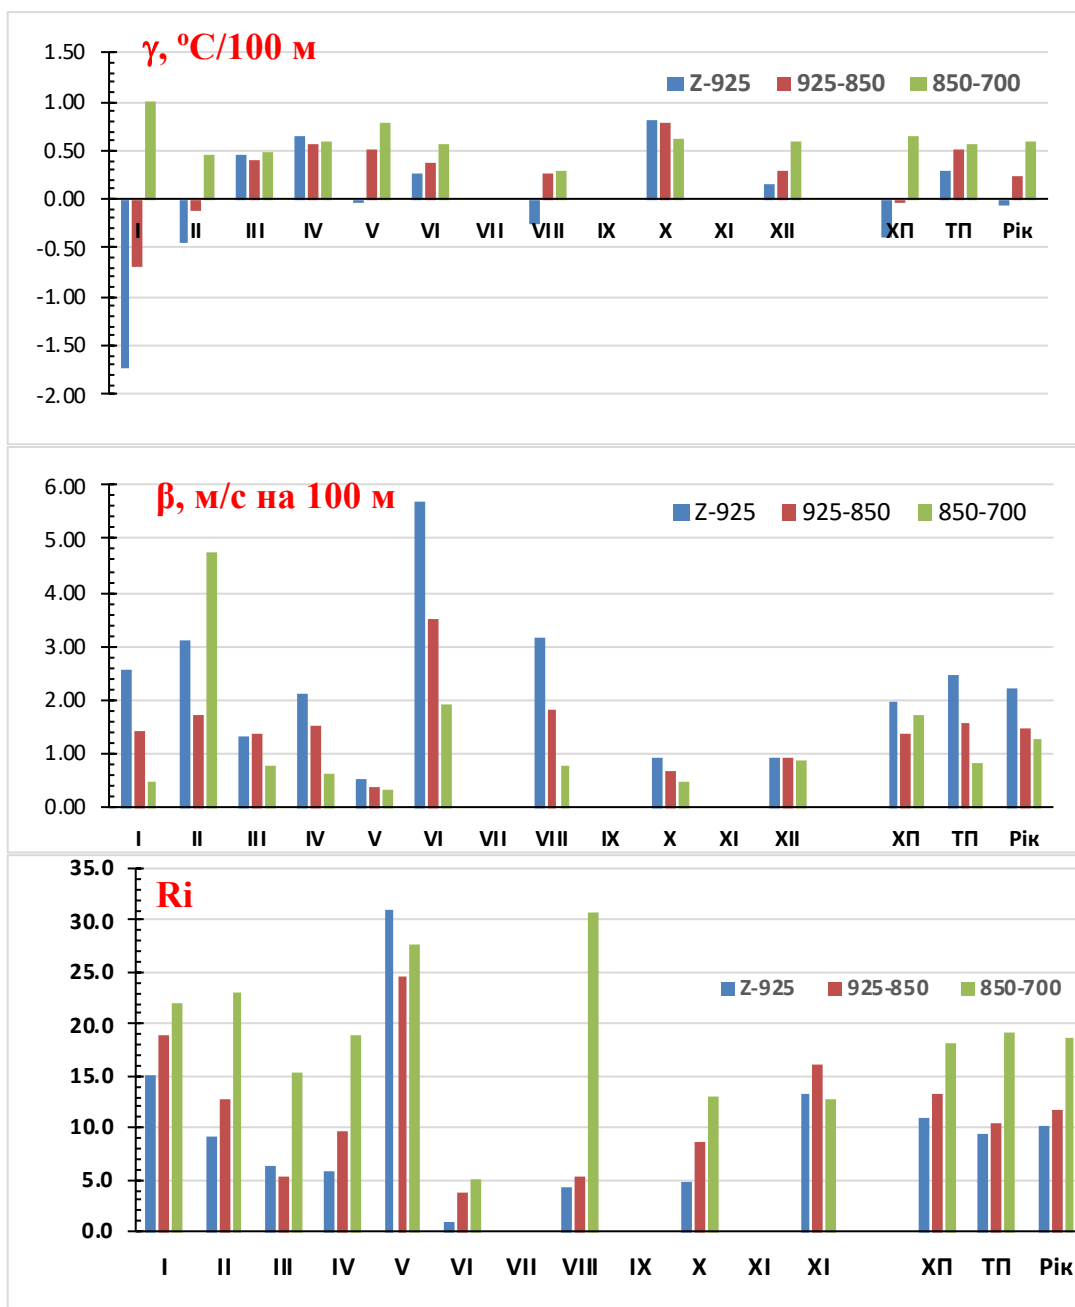 γ, ºC/100 м
Z-925 925-850 850-700
1.50
1.00
0.50
0.00
-0.50
-1.00
-1.50
-2.00
I II III IV V VI VII VIII IX X XI XII ХП ТП Рік
β, м/с на 100 м
Z-925 925-850 850-700
6.00
5.00
4.00
3.00
2.00
1.00
0.00
I II III IV V VI VII VIII IX X XI XII ХП ТП Рік
Ri
Z-925 925-850 850-700
35.0
30.0
25.0
20.0
15.0
10.0
5.0
0.0
I II III IV V VI VII VIII IX X XI XI ХП ТП Рік